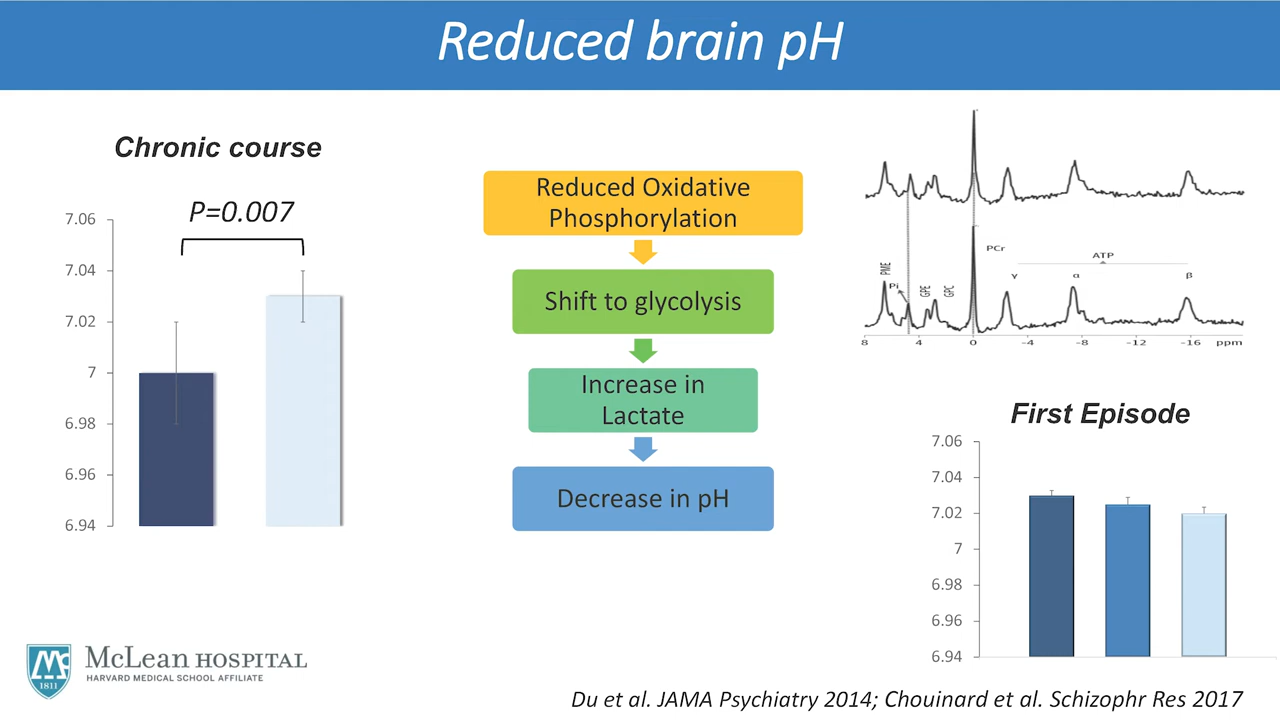 Reduced brain pH
Chronic course
P=0.007
7.06
7.04
7.02
7
6.98
6.96
6.94
Reduced Oxidative
Phosphorylation
Shift to glycolysis
Increase in
Lactate
Decrease in pH
PME
Pi
GPE
GPC
PCr
ATP
γ
α
β
8 4 0 -4 -8 -12 -16 ppm
First Episode
7.06
7.04
7.02
7
6.98
6.96
6.94
Mc
1811
McLean HOSPITAL
HARVARD MEDICAL SCHOOL AFFILIATE
Du et al. JAMA Psychiatry 2014; Chouinard et al. Schizophr Res 2017